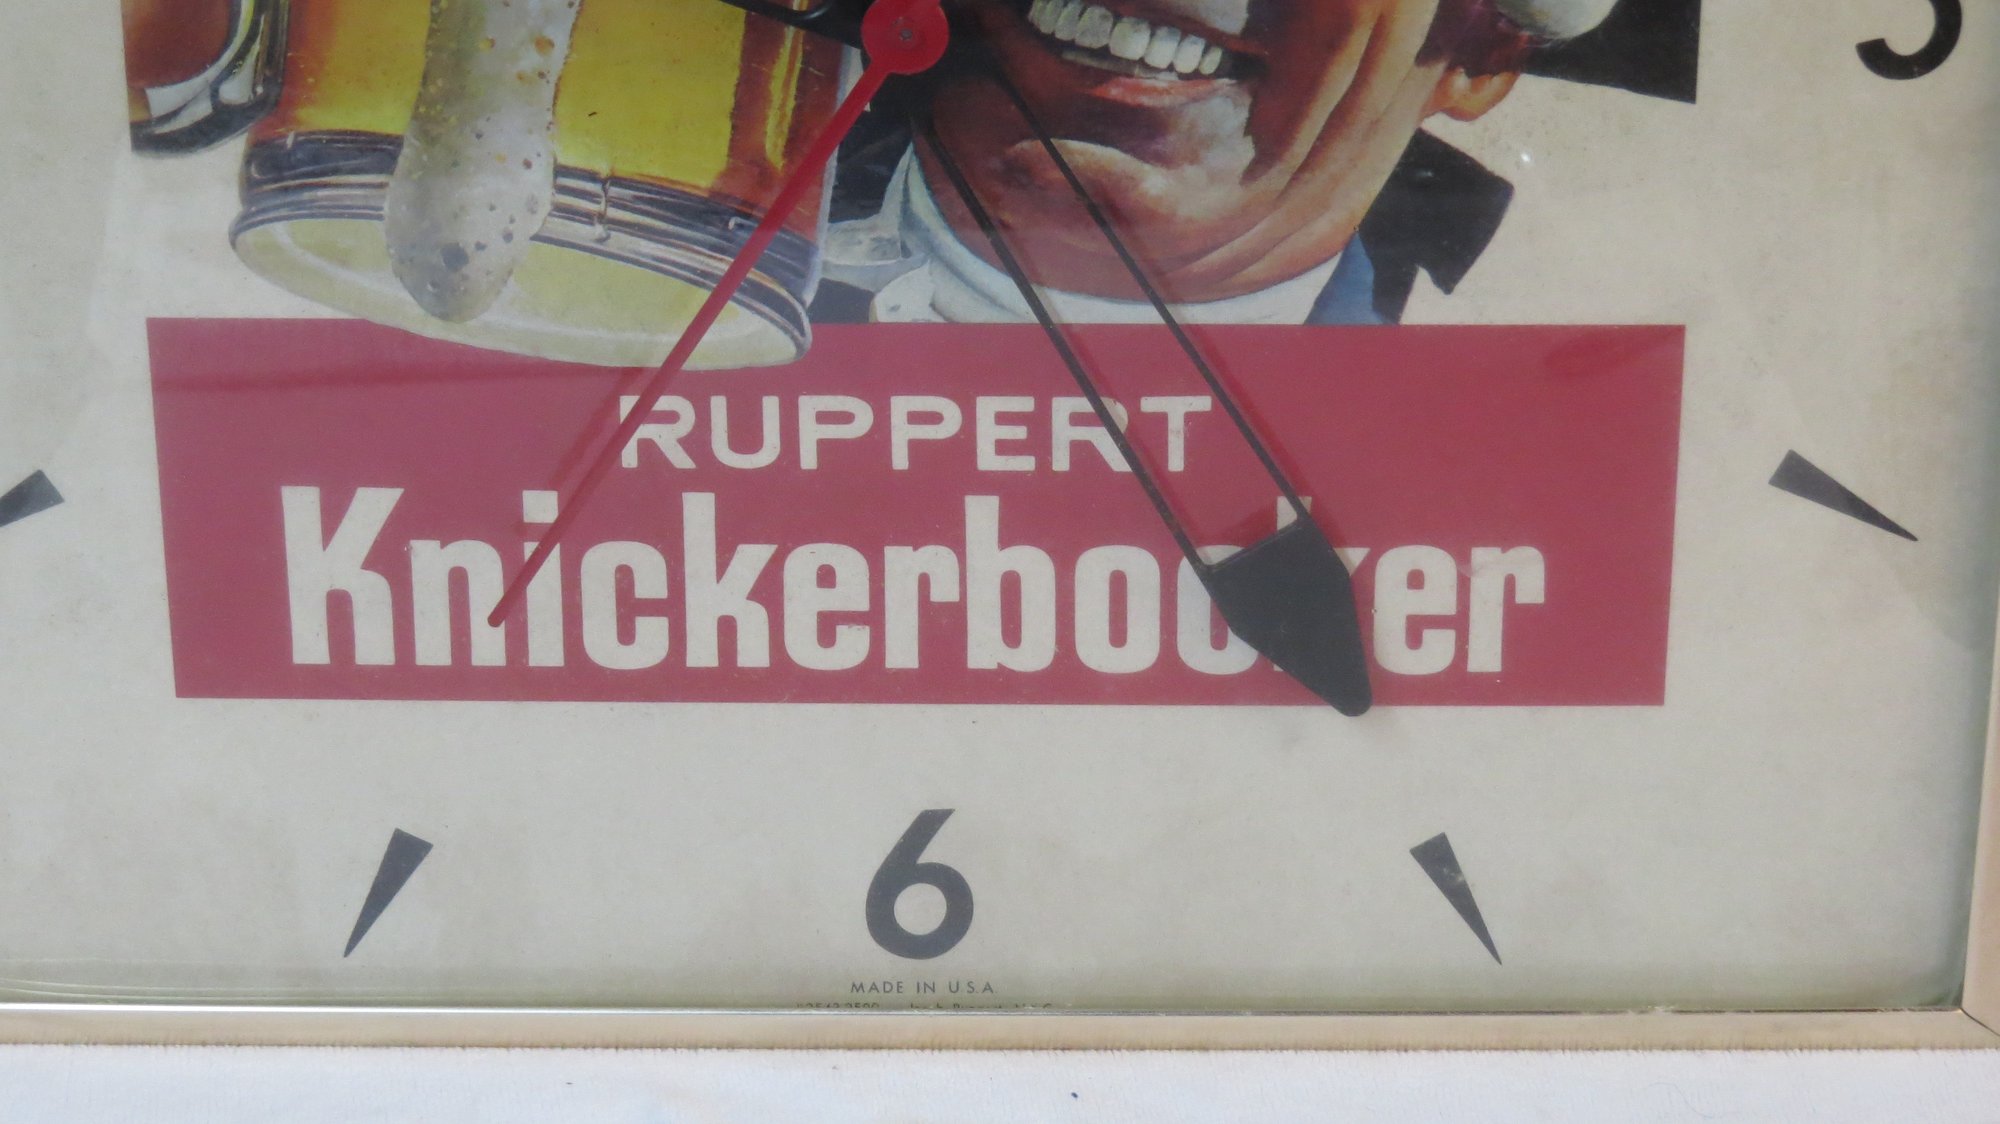 3
RUPPERT
Knickerbocker
6
MADE IN U.S.A.